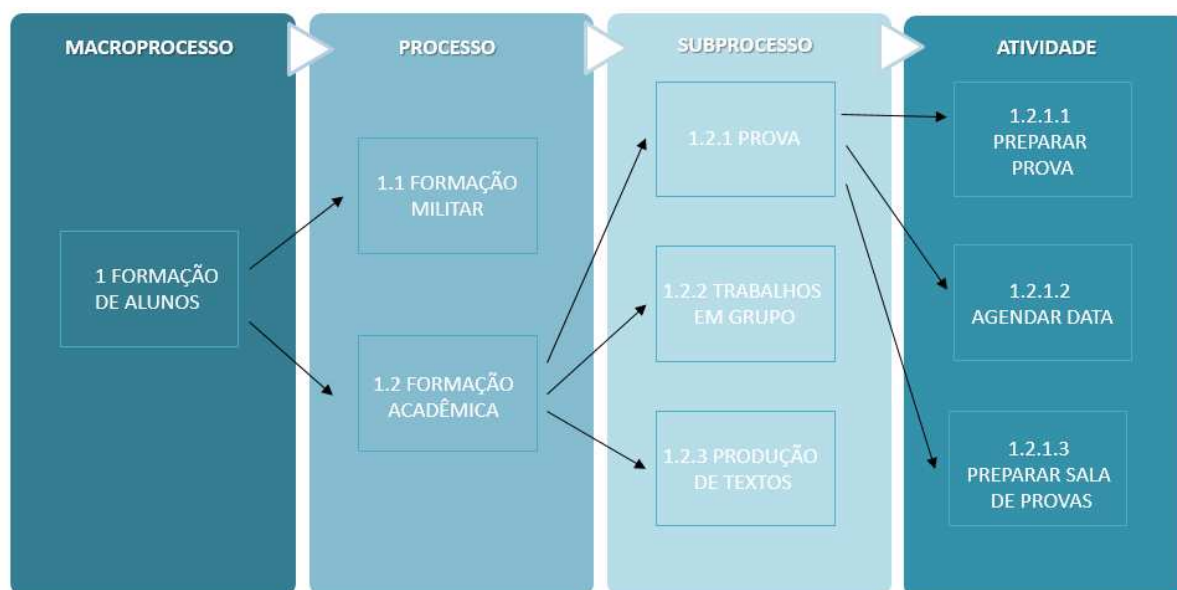 MACROPROCESSO
PROCESSO
SUBPROCESSO
ATIVIDADE
1 FORMAÇÃO
DE ALUNOS
1.1 FORMAÇÃO
MILITAR
1.2 FORMAÇÃO
ACADÊMICA
1.2.1 PROVA
1.2.2 TRABALHOS
EM GRUPO
1.2.3 PRODUÇÃO
DE TEXTOS
1.2.1.1
PREPARAR
PROVA
1.2.1.2
AGENDAR DATA
1.2.1.3
PREPARAR SALA
DE PROVAS